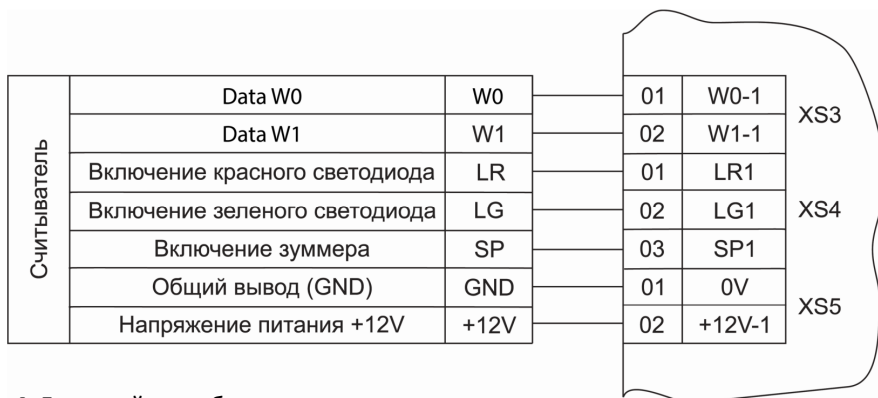 Считыватель
Data W0 W0 01 W0-1
XS3
Data W1 W1 02 W1-1
Включение красного светодиода LR 01 LR1
Включение зеленого светодиода LG 02 LG1 XS4
Включение зуммера SP 03 SP1
Общий вывод (GND) GND 01 0V
XS5
Напряжение питания +12V +12V 02 +12V-1